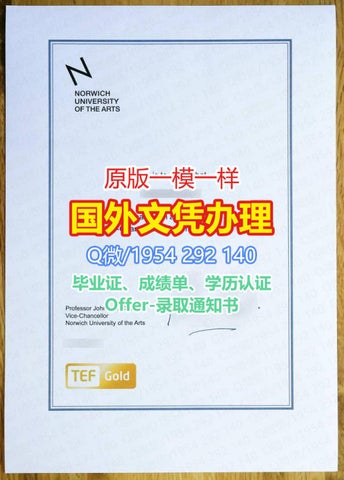 NORWICH
UNIVERSITY
OF THE ARTS
原版一模一样
国外文凭办理
Q微/1954 292 140
毕业证、成绩单、学历认证
Offer-录取通知书
Professor Joh
Vice-Chancellor
Norwich University of the Arts
TEF Gold